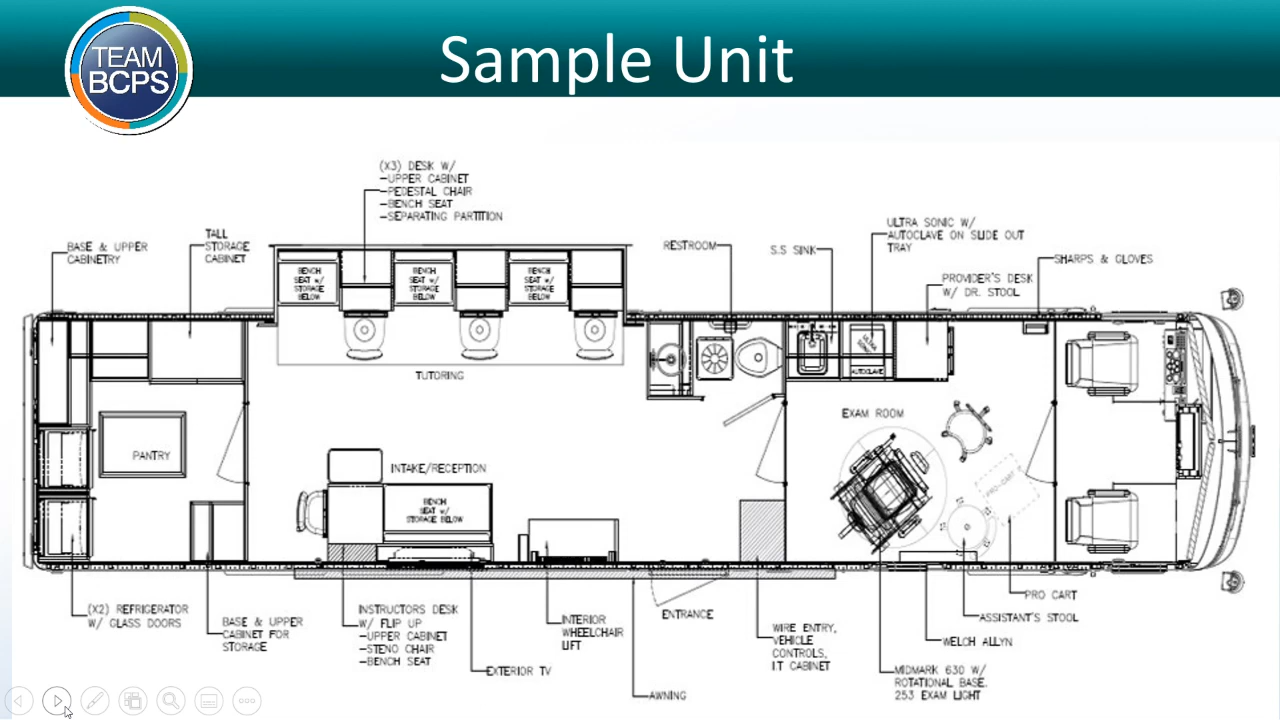 TEAM
BCPS
Sample Unit
(X3) DESK W/
-UPPER CABINET
-PEDESTAL CHAIR
-BENCH SEAT
-SEPARATING PARTITION
BASE & UPPER
CABINETRY
TALL
STORAGE
CABINET
RESTROOM
S.S SINK
ULTRA SONIC W/
AUTOCLAVE ON SLIDE OUT
TRAY
PROVIDER'S DESK
W/ DR. STOOL
SHARPS & GLOVES
BENCH
SEAT w/
STORAGE
BELOW
BENCH
SEAT w/
STORAGE
BELOW
BENCH
SEAT w/
STORAGE
BELOW
ULTRA
SONIC
AUTOCLAVE
TUTORING
EXAM ROOM
PANTRY
INTAKE/RECEPTION
PRO-CART
BENCH
SEAT w/
STORAGE BELOW
(X2) REFRIGERATOR
W/ GLASS DOORS
BASE & UPPER
CABINET FOR
STORAGE
INSTRUCTORS DESK
W/ FLIP UP
-UPPER CABINET
-STENO CHAIR
-BENCH SEAT
EXTERIOR TV
INTERIOR
WHEELCHAIR
LIFT
AWNING
ENTRANCE
WIRE ENTRY,
VEHICLE
CONTROLS,
I.T CABINET
PRO CART
ASSISTANT'S STOOL
WELCH ALLYN
MIDMARK 630 W/
ROTATIONAL BASE.
253 EXAM LIGHT